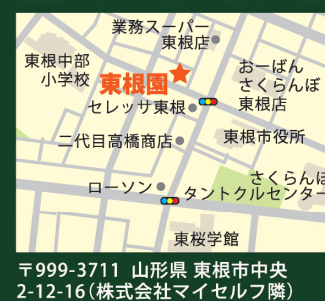 業務スーパー
東根店
東根中部
小学校
東根園
おーばん
さくらんぼ
東根店
セレッサ東根
二代目高橋商店
東根市役所
ローソン
さくらんぼ
タントクルセンター
東桜学館
〒999-3711 山形県 東根市中央
2-12-16(株式会社マイセルフ隣)